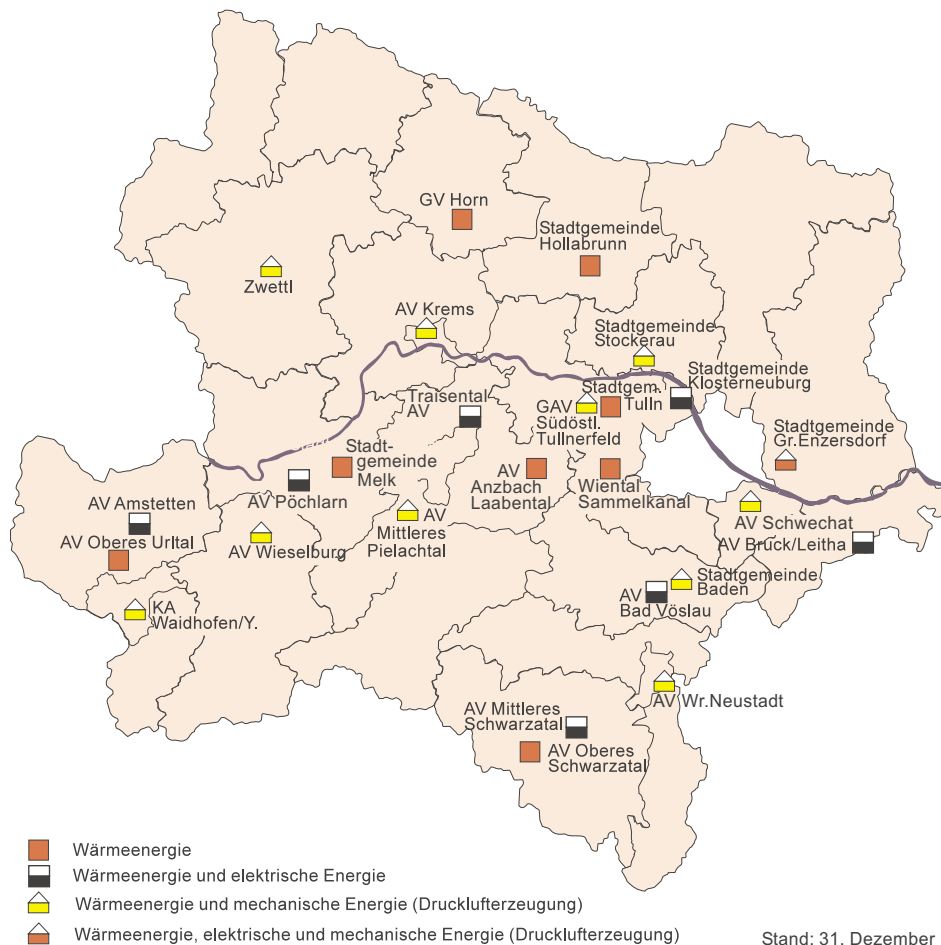 GV Horn
Stadtgemeinde
Hollabrunn
Zwettl
AV Krems
Stadtgemeinde
Stockerau
Stadtgemeinde
Klosterneuburg
Traisental
AV
Stadtgem.
Tulln
GAV
Südöstl.
Tullnerfeld
Stadtgemeinde
Gr.Enzersdorf
Stadt-
gemeinde
Melk
AV
Anzbach
Laabental
Wiental
Sammelkanal
AV Pöchlarn
AV Amstetten
AV Oberes Urltal
AV Wieselburg
AV
Mittleres
Pielachtal
AV Schwechat
AV Bruck/Leitha
Stadtgemeinde
Baden
AV
Bad Vöslau
KA
Waidhofen/Y.
AV Wr.Neustadt
AV Mittleres
Schwarzatal
AV Oberes
Schwarzatal
Wärmeenergie
Wärmeenergie und elektrische Energie
Wärmeenergie und mechanische Energie (Drucklufterzeugung)
Wärmeenergie, elektrische und mechanische Energie (Drucklufterzeugung)
Stand: 31. Dezember